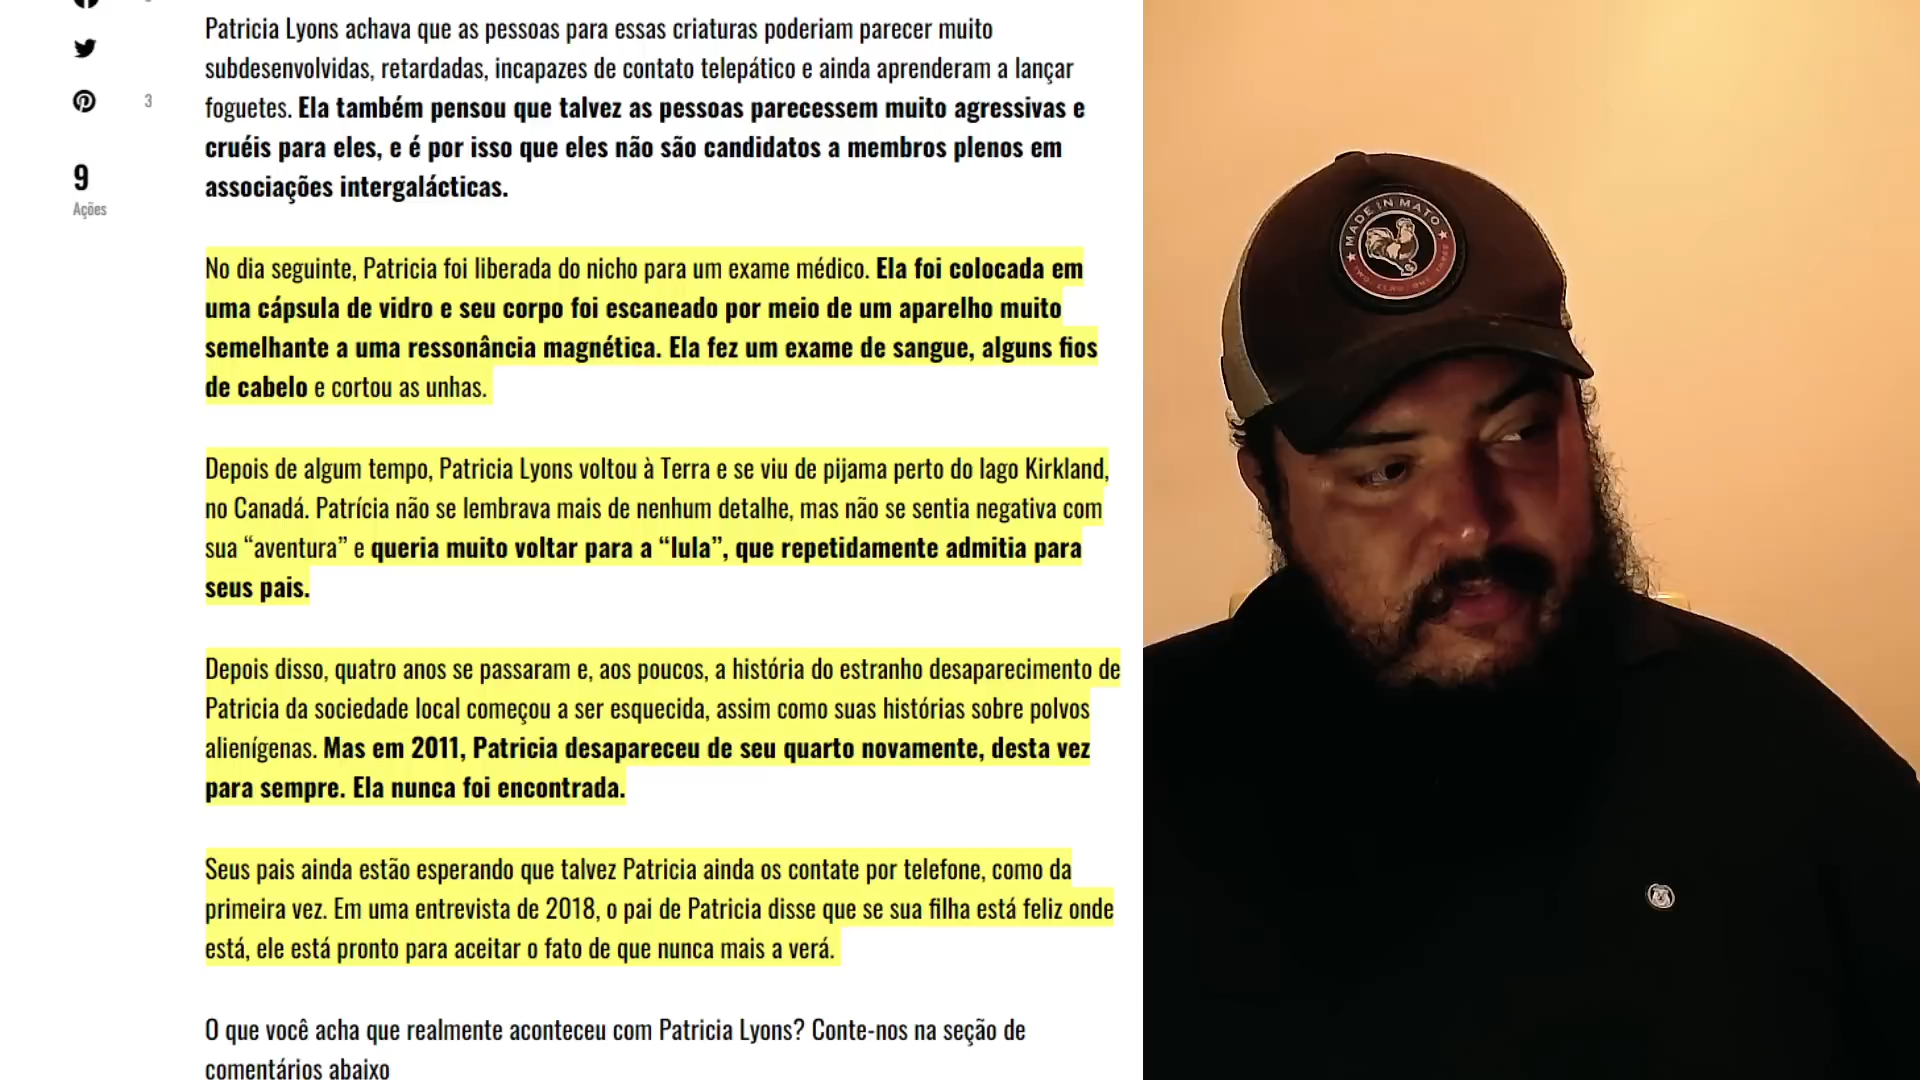 Patricia Lyons achava que as pessoas para essas criaturas poderiam parecer muito
subdesenvolvidas, retardadas, incapazes de contato telepático e ainda aprenderam a lançar
3
foguetes. Ela também pensou que talvez as pessoas parecessem muito agressivas e
cruéis para eles, e é por isso que eles não são candidatos a membros plenos em
9
associações intergalácticas.
Ações
No dia seguinte, Patricia foi liberada do nicho para um exame médico. Ela foi colocada em
uma cápsula de vidro e seu corpo foi escaneado por meio de um aparelho muito
semelhante a uma ressonância magnética. Ela fez um exame de sangue, alguns fios
de cabelo e cortou as unhas.
Depois de algum tempo, Patricia Lyons voltou à Terra e se viu de pijama perto do lago Kirkland,
no Canadá. Patrícia não se lembrava mais de nenhum detalhe, mas não se sentia negativa com
sua “aventura” e queria muito voltar para a “lula”, que repetidamente admitia para
seus pais.
Depois disso, quatro anos se passaram e, aos poucos, a história do estranho desaparecimento de
Patricia da sociedade local começou a ser esquecida, assim como suas histórias sobre polvos
alienígenas. Mas em 2011, Patricia desapareceu de seu quarto novamente, desta vez
para sempre. Ela nunca foi encontrada.
Seus pais ainda estão esperando que talvez Patricia ainda os contate por telefone, como da
primeira vez. Em uma entrevista de 2018, o pai de Patricia disse que se sua filha está feliz onde
está, ele está pronto para aceitar o fato de que nunca mais a verá.
O que você acha que realmente aconteceu com Patricia Lyons? Conte-nos na seção de
comentários abaixo
MADE IN MATO